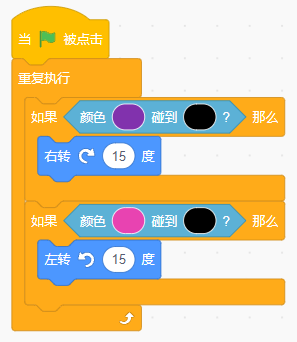 当 被点击
重复执行
如果 颜色 碰到 ? 那么
右转 15 度
如果 颜色 碰到 ? 那么
左转 15 度